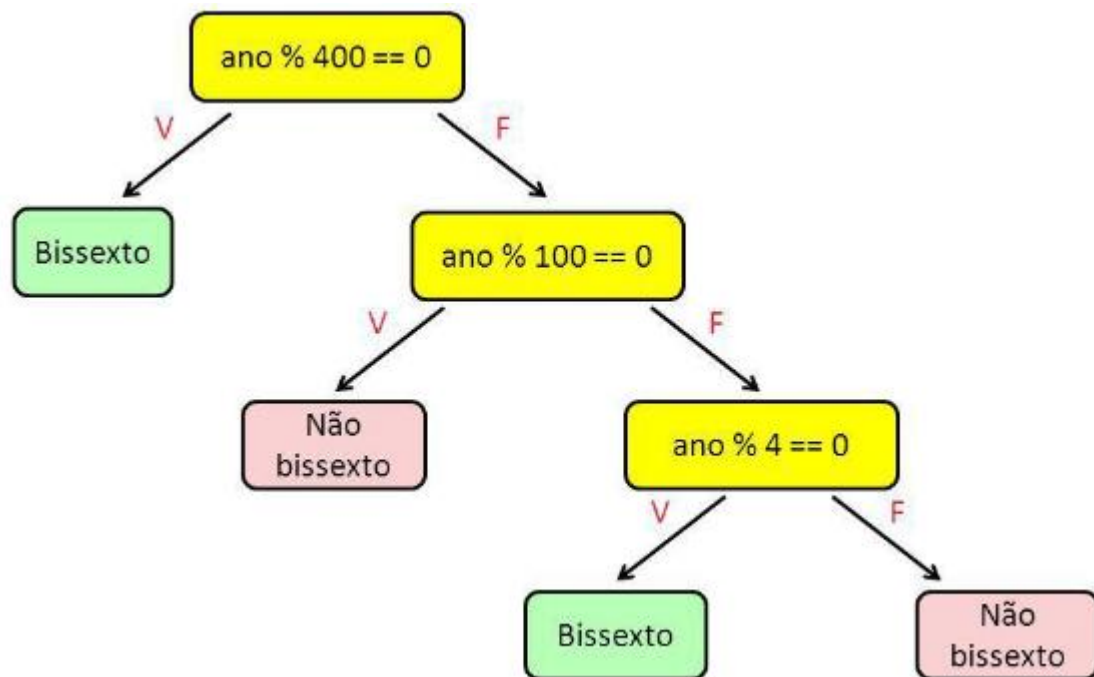 ano % 400 == 0
V
F
Bissexto
ano % 100 == 0
V
F
Não
bissexto
ano % 4 == 0
V
F
Bissexto
Não
bissexto